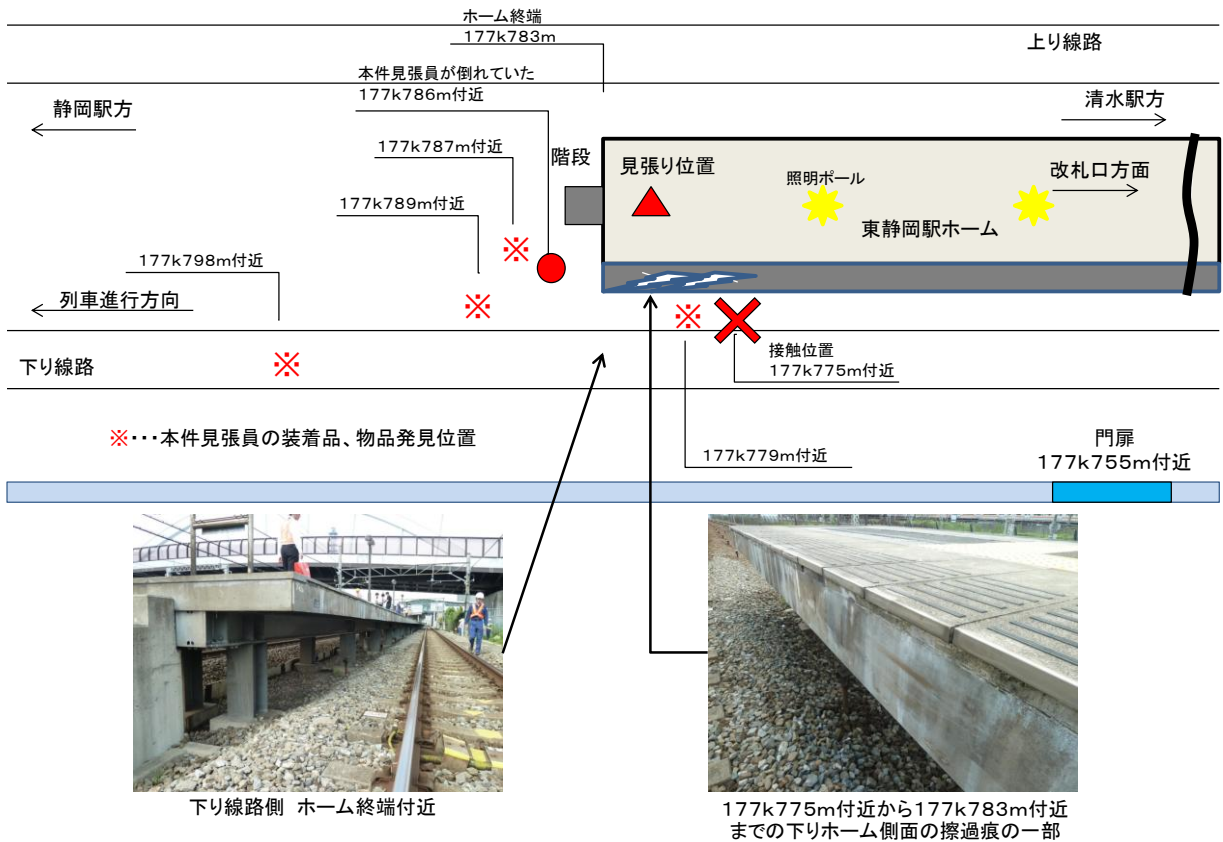 ホーム終端
177k783m
上り線路
本件見張員が倒れていた
177k786m付近
静岡駅方
清水駅方
177k787m付近
階段
見張り位置
照明ポール
改札口方面
177k789m付近
東静岡駅ホーム
177k798m付近
列車進行方向
下り線路
接触位置
177k775m付近
※・・・本件見張員の装着品、物品発見位置
177k779m付近
門扉
177k755m付近
下り線路側 ホーム終端付近
177k775m付近から177k783m付近
までの下りホーム側面の擦過痕の一部